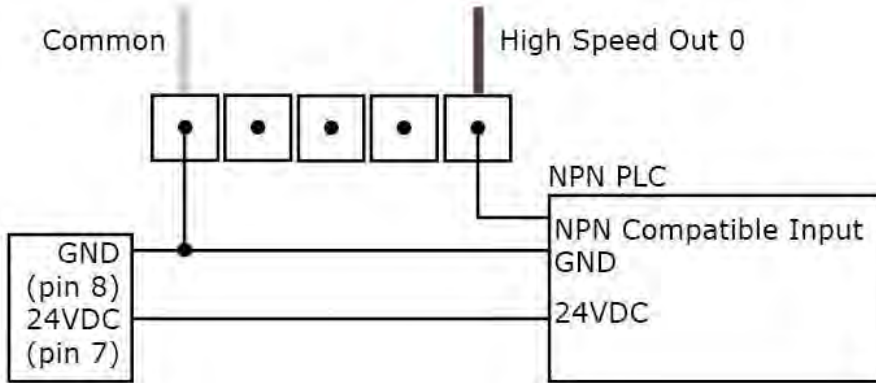 Common
High Speed Out 0
NPN PLC
NPN Compatible Input
GND
24VDC
GND
(pin 8)
24VDC
(pin 7)